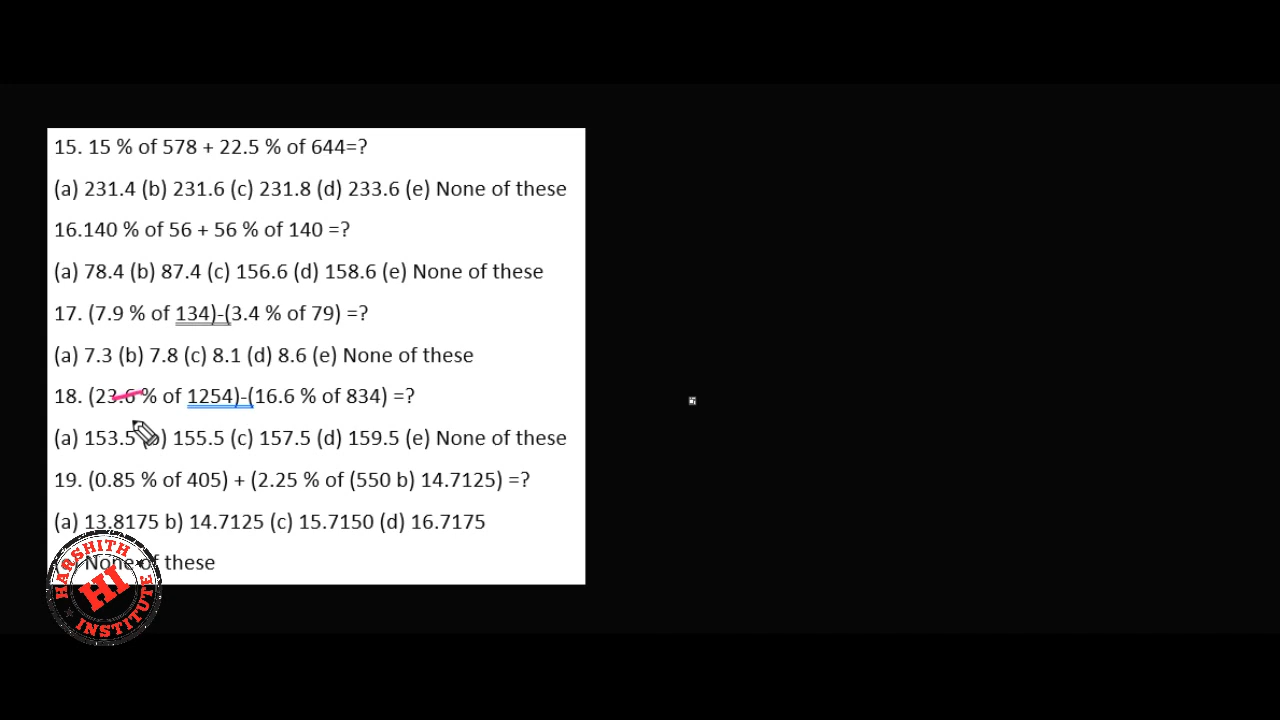 15. 15 % of 578 + 22.5 % of 644=?
(a) 231.4 (b) 231.6 (c) 231.8 (d) 233.6 (e) None of these
16.140 % of 56 + 56 % of 140 =?
(a) 78.4 (b) 87.4 (c) 156.6 (d) 158.6 (e) None of these
17. (7.9 % of 134)-(3.4 % of 79) =?
(a) 7.3 (b) 7.8 (c) 8.1 (d) 8.6 (e) None of these
18. (23.6 % of 1254)-(16.6 % of 834) =?
(a) 153.5 (b) 155.5 (c) 157.5 (d) 159.5 (e) None of these
19. (0.85 % of 405) + (2.25 % of (550 b) 14.7125) =?
(a) 13.8175 b) 14.7125 (c) 15.7150 (d) 16.7175
None of these
HARSHITH
HI
INSTITUTE